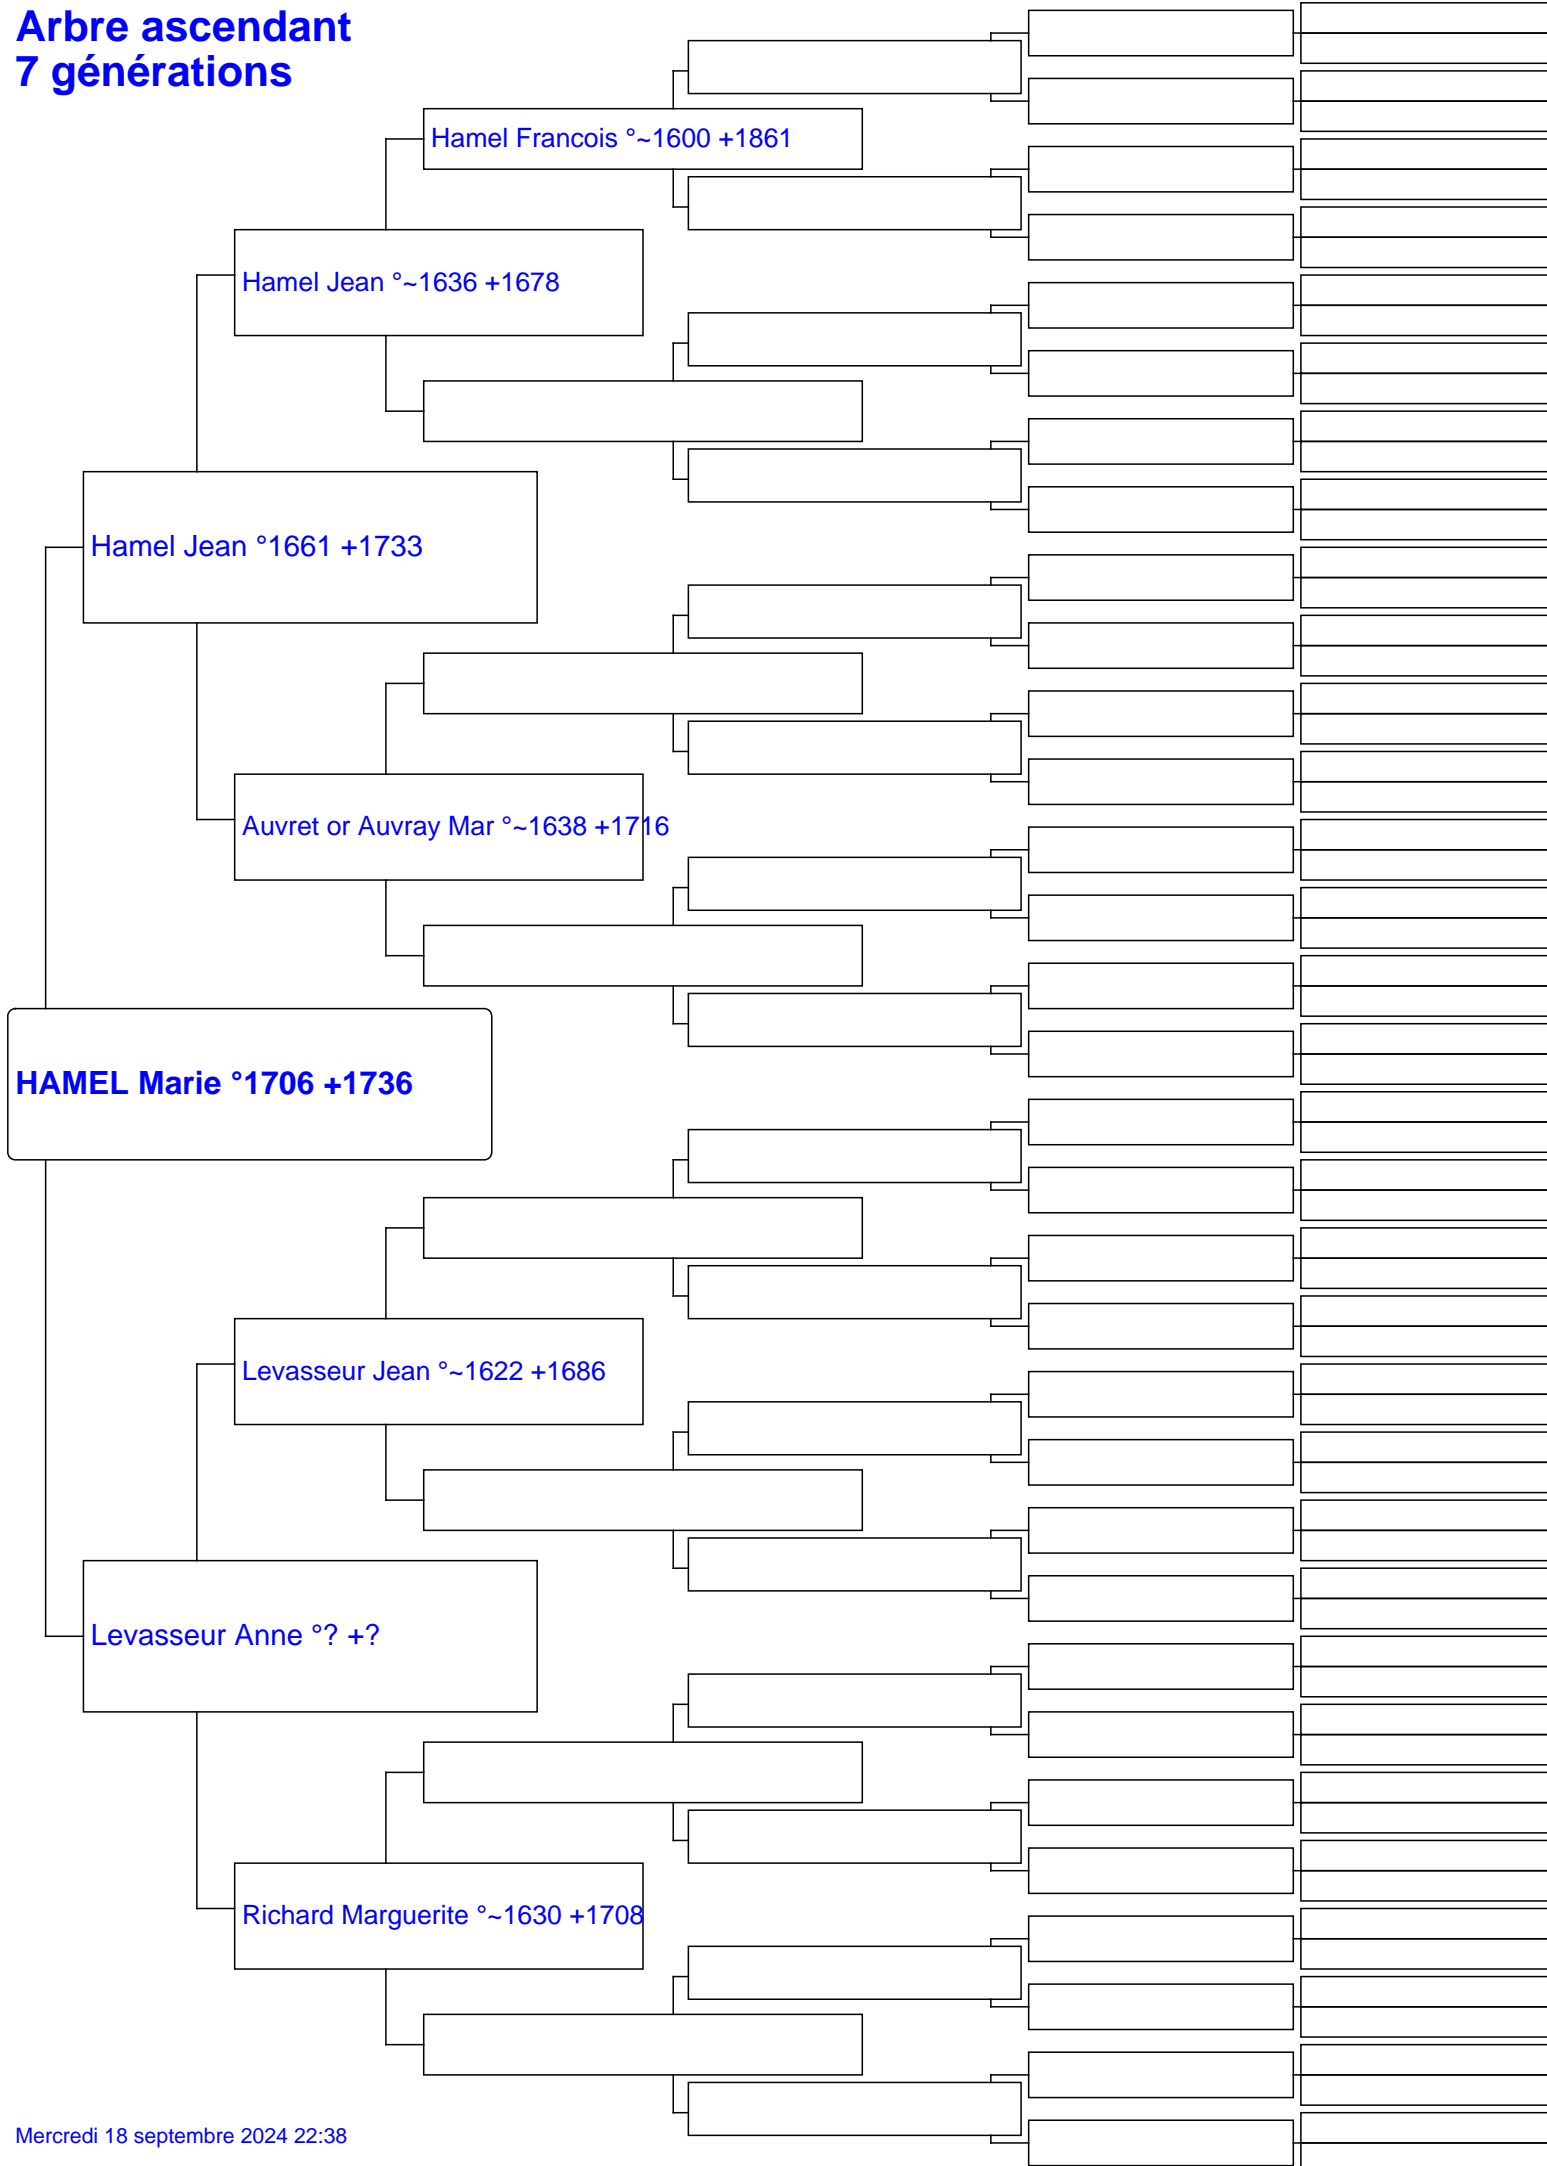 Arbre ascendant
7 générations
Hamel Francois °~1600 +1861
Hamel Jean °~1636 +1678
Hamel Jean °1661 +1733
Auvret or Auvray Mar °~1638 +1716
HAMEL Marie °1706 +1736
Levasseur Jean °~1622 +1686
Levasseur Anne °? +?
Richard Marguerite °~1630 +1708
Mercredi 18 septembre 2024 22:38